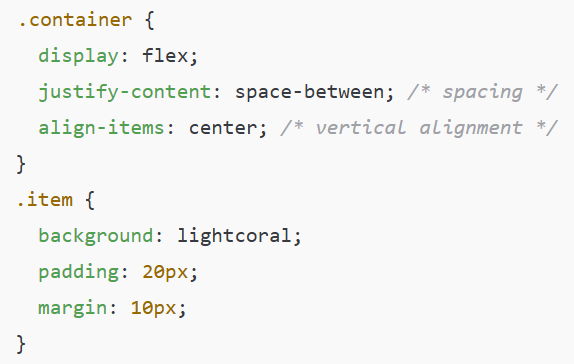 .container {
  display: flex;
  justify-content: space-between; /* spacing */
  align-items: center; /* vertical alignment */
}
.item {
  background: lightcoral;
  padding: 20px;
  margin: 10px;
}